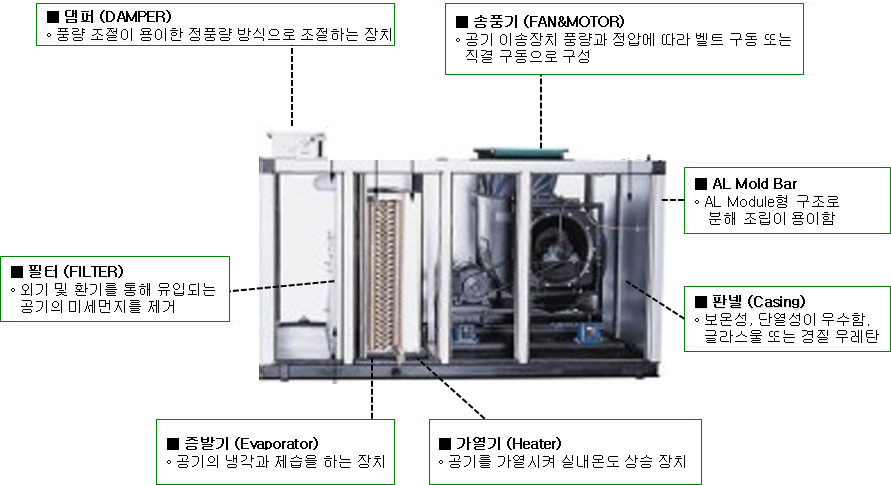 ■ 댐퍼 (DAMPER)
◦ 풍량 조절이 용이한 정풍량 방식으로 조절하는 장치
■ 송풍기 (FAN&MOTOR)
◦ 공기 이송장치 풍량과 정압에 따라 벨트 구동 또는
직결 구동으로 구성
■ AL Mold Bar
◦ AL Module형 구조로
분해 조립이 용이함
■ 필터 (FILTER)
◦ 외기 및 환기를 통해 유입되는
공기의 미세먼지를 제거
■ 판넬 (Casing)
◦ 보온성, 단열성이 우수함,
글라스울 또는 경질 우레탄
■ 증발기 (Evaporator)
◦ 공기의 냉각과 제습을 하는 장치
■ 가열기 (Heater)
◦ 공기를 가열시켜 실내온도 상승 장치